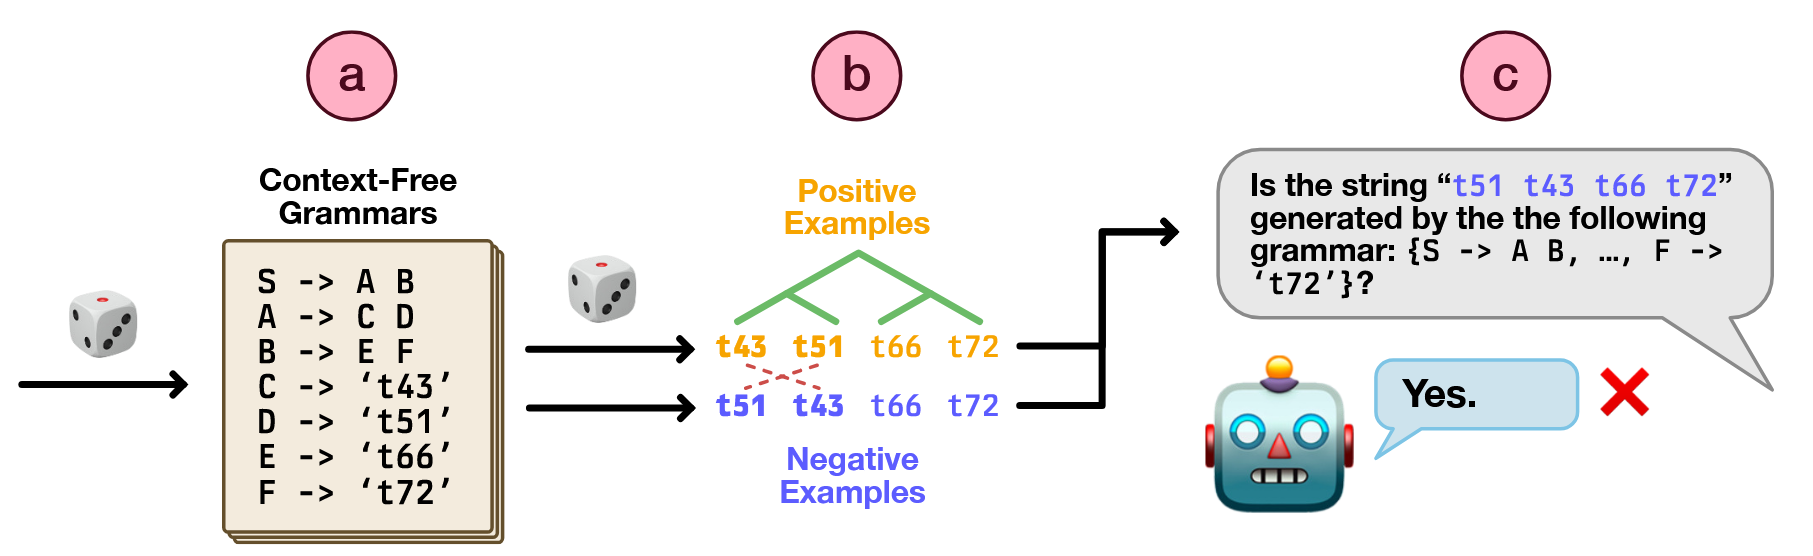 a
b
c
Context-Free
Grammars
S -> A B
A -> C D
B -> E F
C -> ‘t43’
D -> ‘t51’
E -> ‘t66’
F -> ‘t72’
Positive
Examples
t43 t51 t66 t72
t51 t43 t66 t72
Negative
Examples
Is the string “t51 t43 t66 t72”
generated by the the following
grammar: {S -> A B, …, F ->
‘t72’}?
Yes.